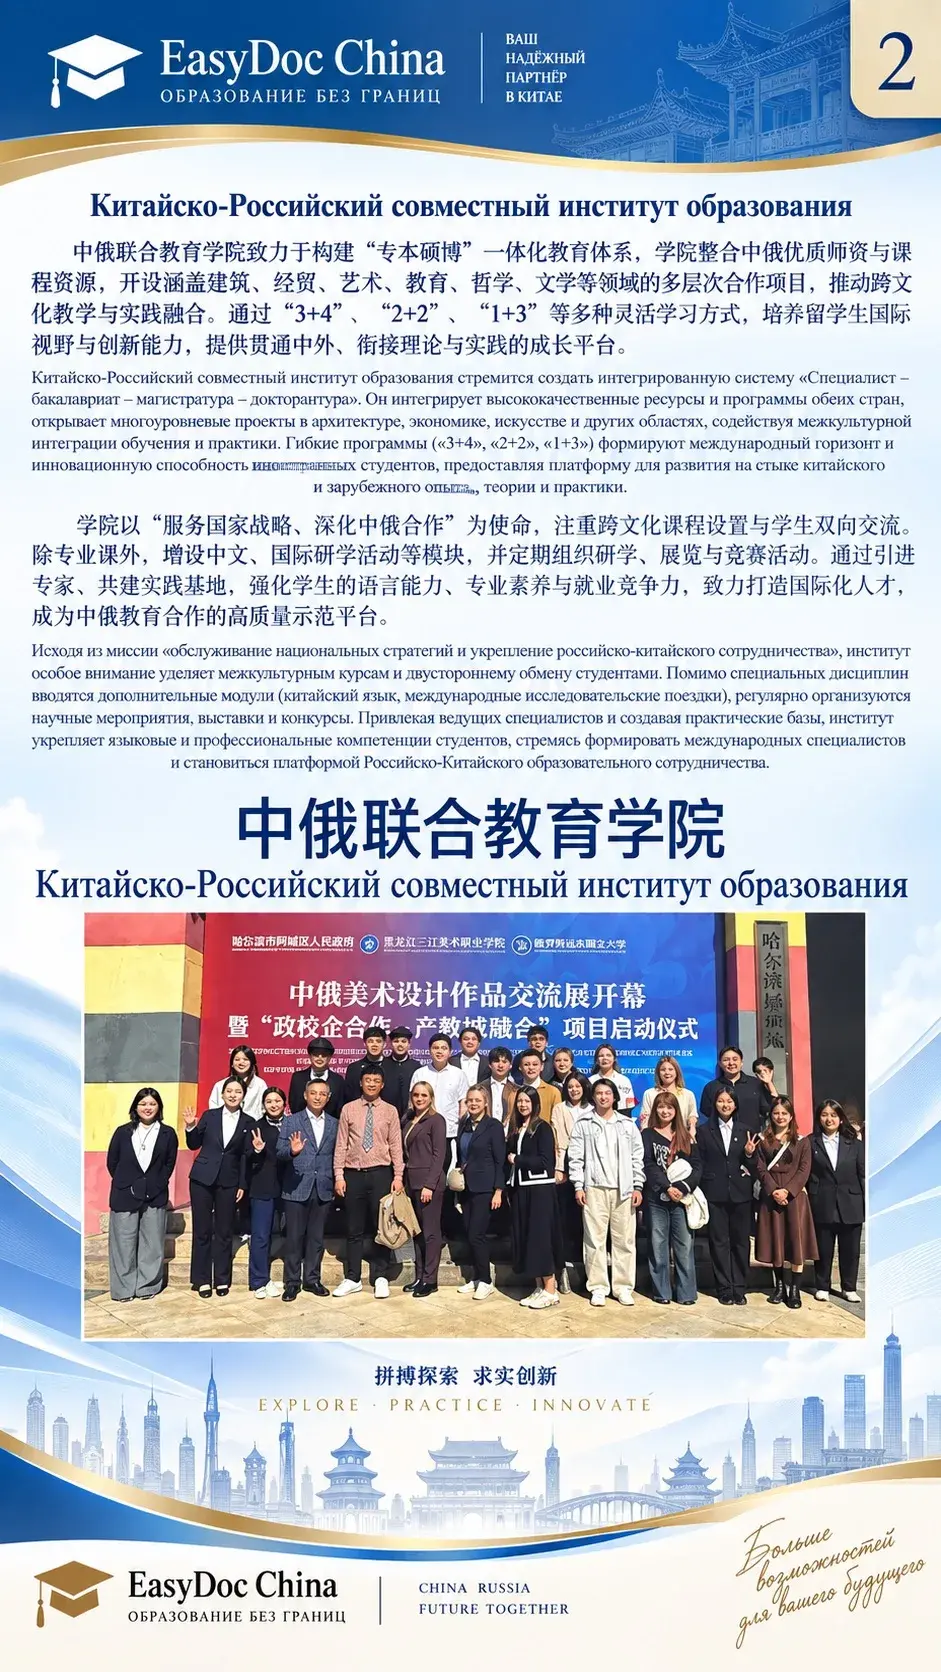 EasyDoc China
ОБРАЗОВАНИЕ БЕЗ ГРАНИЦ
ВАШ
НАДЁЖНЫЙ
ПАРТНЁР
В КИТАЕ
2
Китайско-Российский совместный институт образования
中俄联合教育学院致力于构建“专本硕博”一体化教育体系，学院整合中俄优质师资与课
程资源，开设涵盖建筑、经贸、艺术、教育、哲学、文学等领域的多层次合作项目，推动跨文
化教学与实践融合。通过“3+4”、“2+2”、“1+3”等多种灵活学习方式，培养留学生国际
视野与创新能力，提供贯通中外、衔接理论与实践的成长平台。
Китайско-Российский совместный институт образования стремится создать интегрированную систему «Специалист –
бакалавриат – магистратура – докторантура». Он интегрирует высококачественные ресурсы и программы обеих стран,
открывает многоуровневые проекты в архитектуре, экономике, искусстве и других областях, содействуя межкультурной
интеграции обучения и практики. Гибкие программы («3+4», «2+2», «1+3») формируют международный горизонт и
инновационную способность студентов, предоставляя платформу для развития на стыке китайского
и зарубежного теории и практики.
学院以“服务国家战略、深化中俄合作”为使命，注重跨文化课程设置与学生双向交流。
除专业课外，增设中文、国际研学活动等模块，并定期组织研学、展览与竞赛活动。通过引进
专家、共建实践基地，强化学生的语言能力、专业素养与就业竞争力，致力打造国际化人才，
成为中俄教育合作的高质量示范平台。
Исходя из миссии «обслуживание национальных стратегий и укрепление российско-китайского сотрудничества», институт
особое внимание уделяет межкультурным курсам и двустороннему обмену студентами. Помимо специальных дисциплин
вводятся дополнительные модули (китайский язык, международные исследовательские поездки), регулярно организуются
научные мероприятия, выставки и конкурсы. Привлекая ведущих специалистов и создавая практические базы, институт
укрепляет языковые и профессиональные компетенции студентов, стремясь формировать международных специалистов
и становиться платформой Российско-Китайского образовательного сотрудничества.
中俄联合教育学院
Китайско-Российский совместный институт образования
哈尔滨市阿城区人民政府 黑龙江三江美术职业学院
中俄美术设计作品交流展开幕
暨“政校企合作 产教城融合”项目启动仪式
哈尔滨
拼搏探索 求实创新
EXPLORE · PRACTICE · INNOVATE
EasyDoc China
ОБРАЗОВАНИЕ БЕЗ ГРАНИЦ
CHINA RUSSIA
FUTURE TOGETHER
Больше
возможностей
для вашего будущего